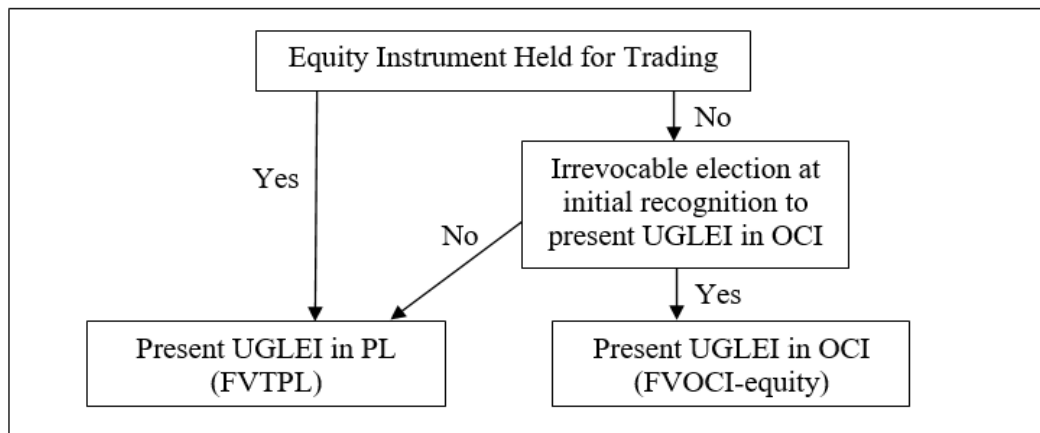 Equity Instrument Held for Trading
No
Yes
Irrevocable election at
initial recognition to
present UGLEI in OCI
No
Yes
Present UGLEI in PL
(FVTPL)
Present UGLEI in OCI
(FVOCI-equity)